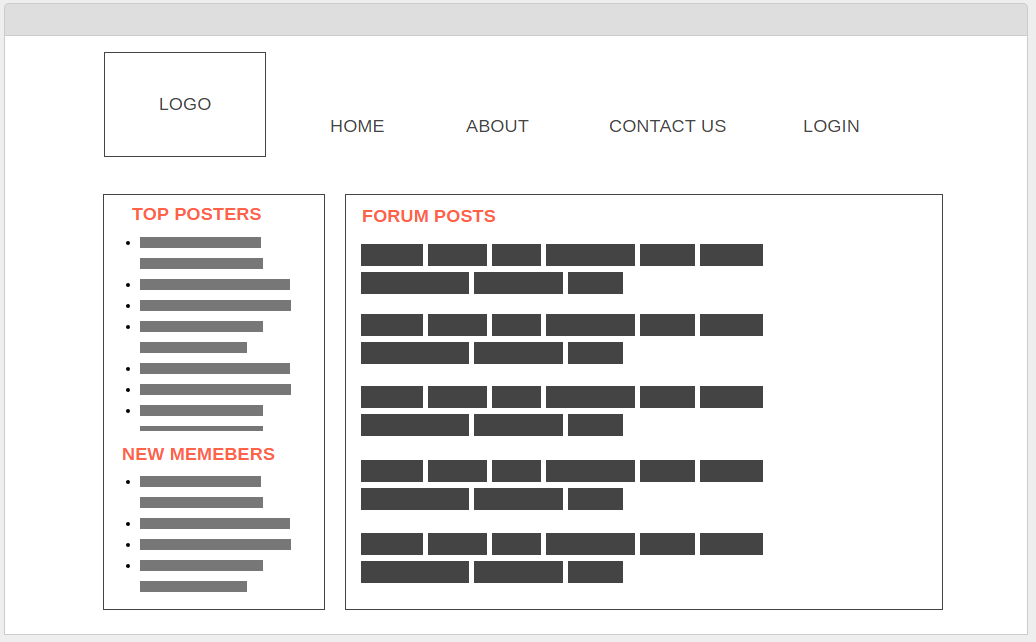 LOGO
HOME ABOUT CONTACT US LOGIN
TOP POSTERS
NEW MEMEBERS
FORUM POSTS